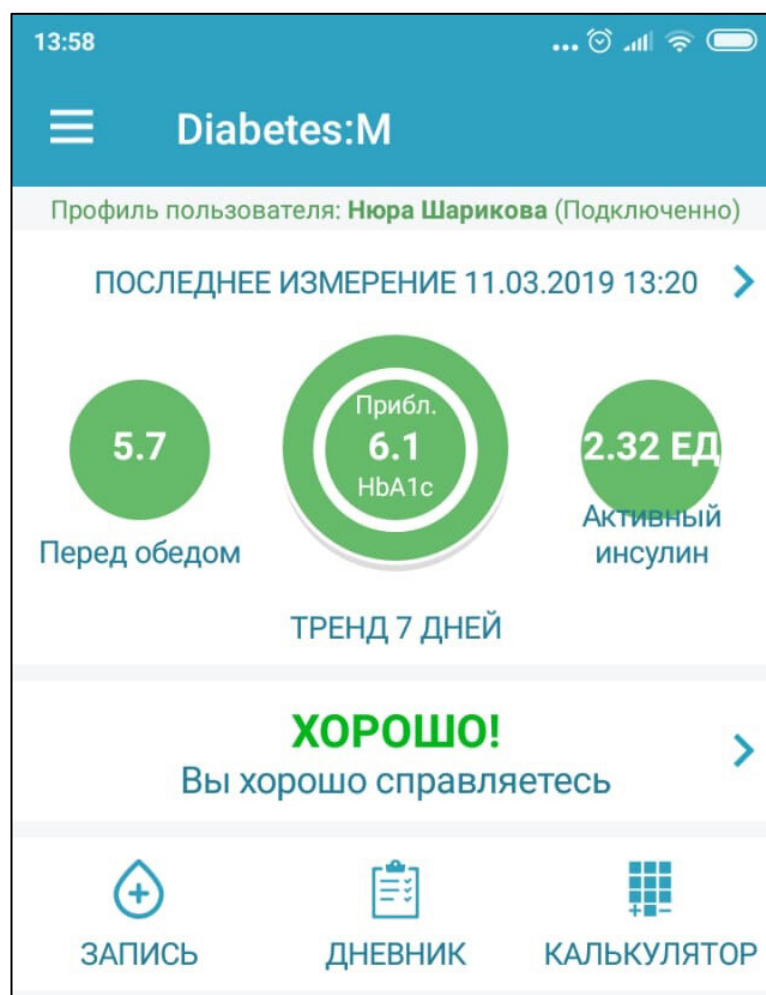 13:58
Diabetes:M
Профиль пользователя: Нюра Шарикова (Подключенно)
ПОСЛЕДНЕЕ ИЗМЕРЕНИЕ 11.03.2019 13:20
5.7
Перед обедом
Прибл.
6.1
HbA1c
2.32 ЕД
Активный
инсулин
ТРЕНД 7 ДНЕЙ
ХОРОШО!
Вы хорошо справляетесь
ЗАПИСЬ
ДНЕВНИК
КАЛЬКУЛЯТОР